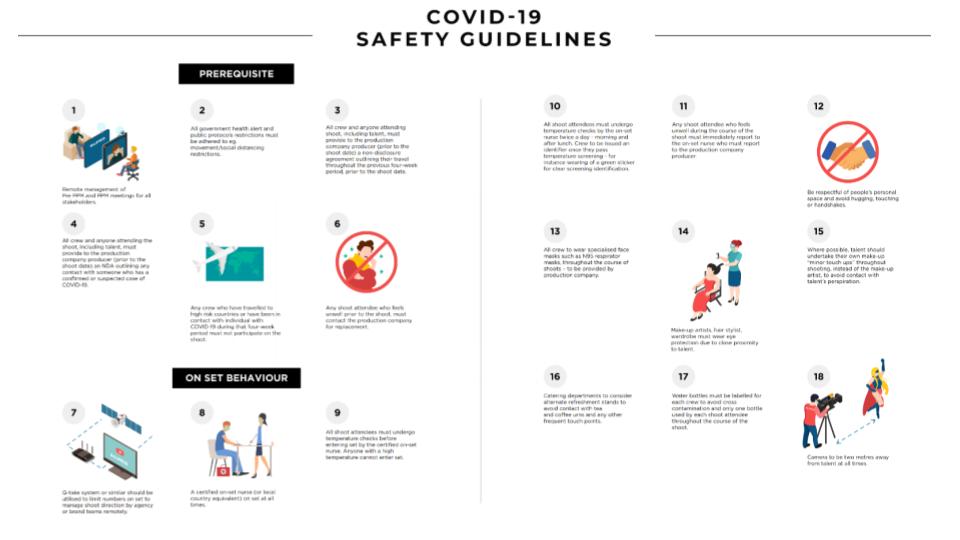 COVID-19
SAFETY GUIDELINES
PREREQUISITE
1
Remote management of
Pre PPM and PPM meetings for all
stakeholders.
2
All government health alert and
public protocols restrictions must
be adhered to eg.
movement/social distancing
restrictions.
3
All crew and anyone attending
shoot, including talent, must
provide to the production
company producer (prior to the
shoot date) a non-disclosure
agreement outlining their travel
throughout the previous four-week
period, prior to the shoot date.
4
All crew and anyone attending the
shoot, including talent, must
provide to the production
company producer (prior to the
shoot date) an NDA outlining any
contact with someone who has a
confirmed or suspected case of
COVID-19.
5
Any crew who have travelled to
high risk countries or have been in
contact with individual with
COVID-19 during that four-week
period must not participate on the
shoot.
6
Any shoot attendee who feels
unwell prior to the shoot, must
contact the production company
for replacement.
ON SET BEHAVIOUR
7
Q-take system or similar should be
utilised to limit numbers on set to
manage shoot direction by agency
or brand teams remotely.
8
A certified on-set nurse (or local
country equivalent) on set at all
times.
9
All shoot attendees must undergo
temperature checks before
entering set by the certified on-set
nurse. Anyone with a high
temperature cannot enter set.
10
All shoot attendees must undergo
temperature checks by the on-set
nurse twice a day - morning and
after lunch. Crew to be issued an
identifier once they pass
temperature screening - for
instance wearing of a green sticker
for clear screening identification.
11
Any shoot attendee who feels
unwell during the course of the
shoot must immediately report to
the on-set nurse who must report
to the production company
producer
12
Be respectful of people's personal
space and avoid hugging, touching
or handshakes.
13
All crew to wear specialised face
masks such as N95 respirator
masks throughout the course of
shoots - to be provided by
production company.
14
Make-up artists, hair stylist,
wardrobe must wear eye
protection due to close proximity
to talent.
15
Where possible, talent should
undertake their own make-up
"minor touch ups" throughout
shooting, instead of the make-up
artist, to avoid contact with
talent's perspiration.
16
Catering departments to consider
alternate refreshment stands to
avoid contact with tea
and coffee urns and any other
frequent touch points.
17
Water bottles must be labelled for
each crew to avoid cross
contamination and only one bottle
used by each shoot attendee
throughout the course of the
shoot.
18
Camera to be two metres away
from talent at all times